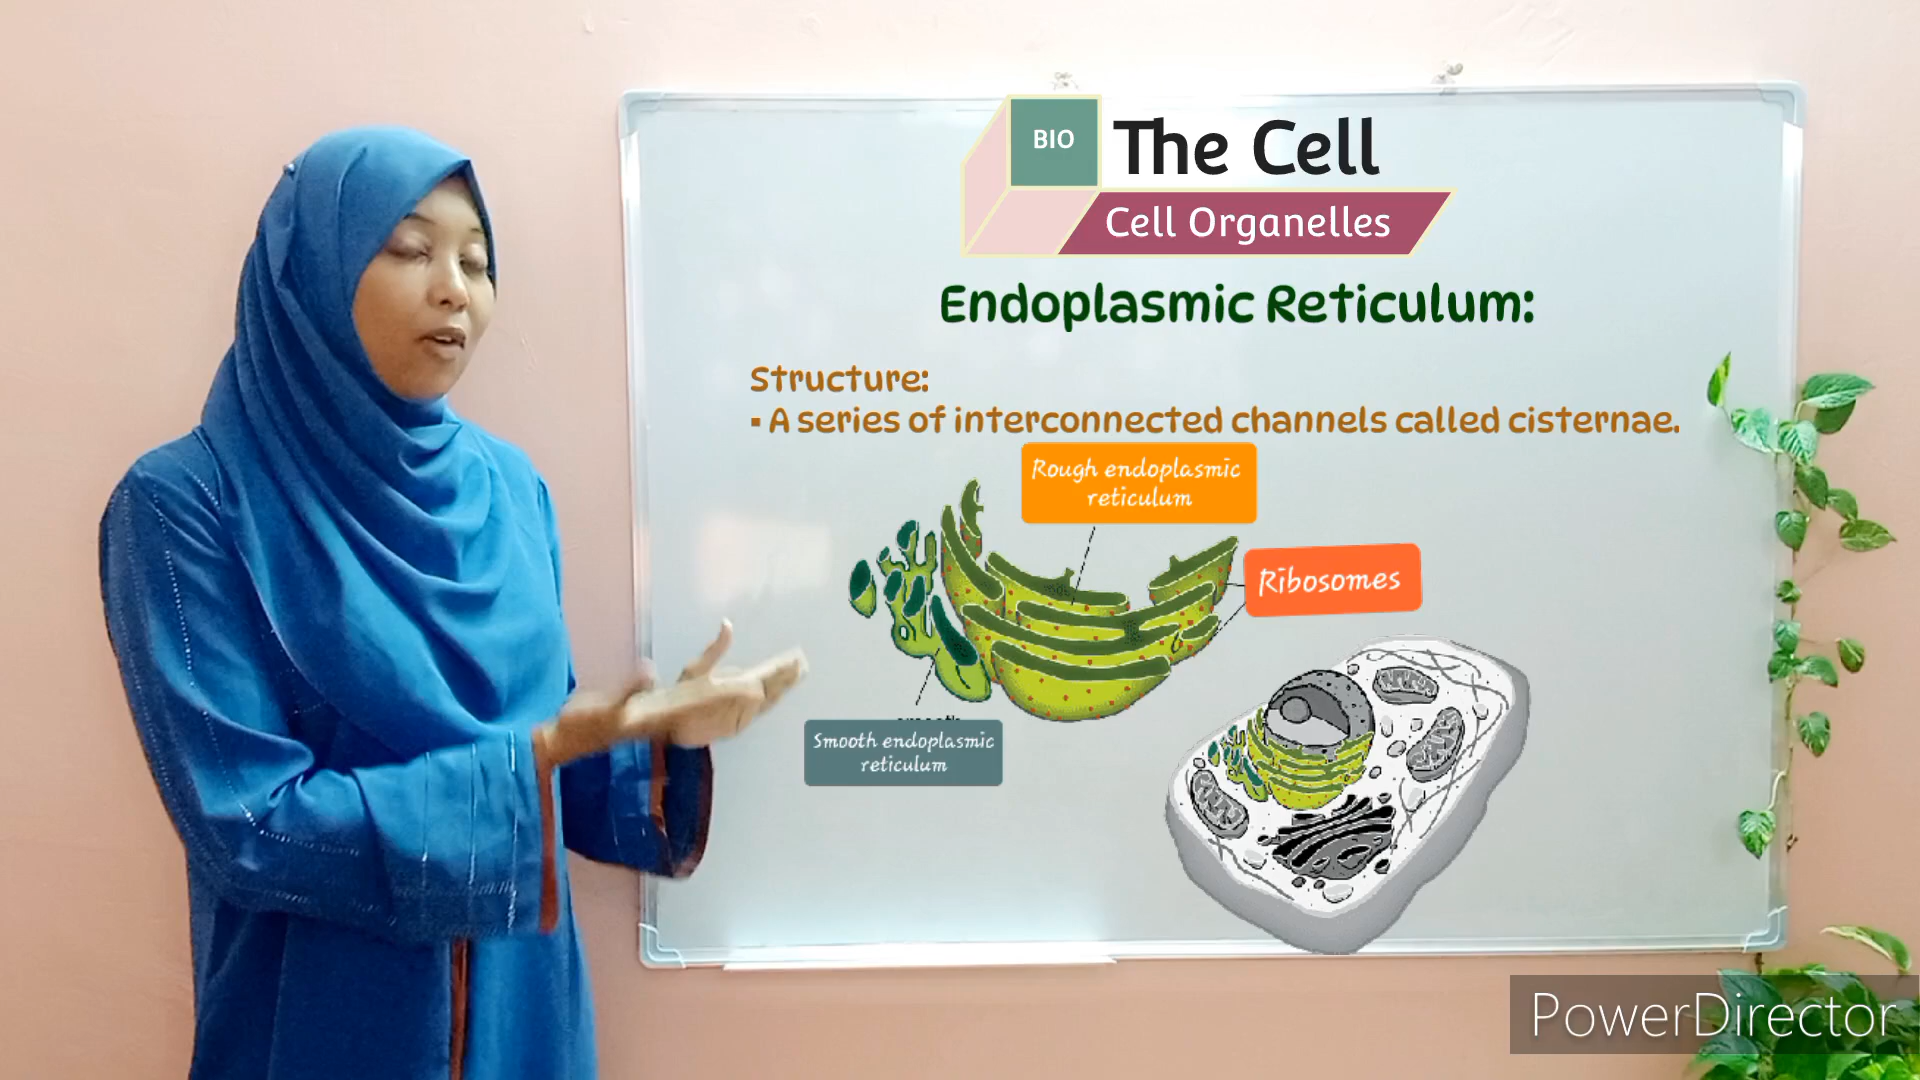 BIO
The Cell
Cell Organelles
Endoplasmic Reticulum:
Structure:
▪ A series of interconnected channels called cisternae.
Rough endoplasmic
reticulum
Ribosomes
Smooth endoplasmic
reticulum
PowerDirector